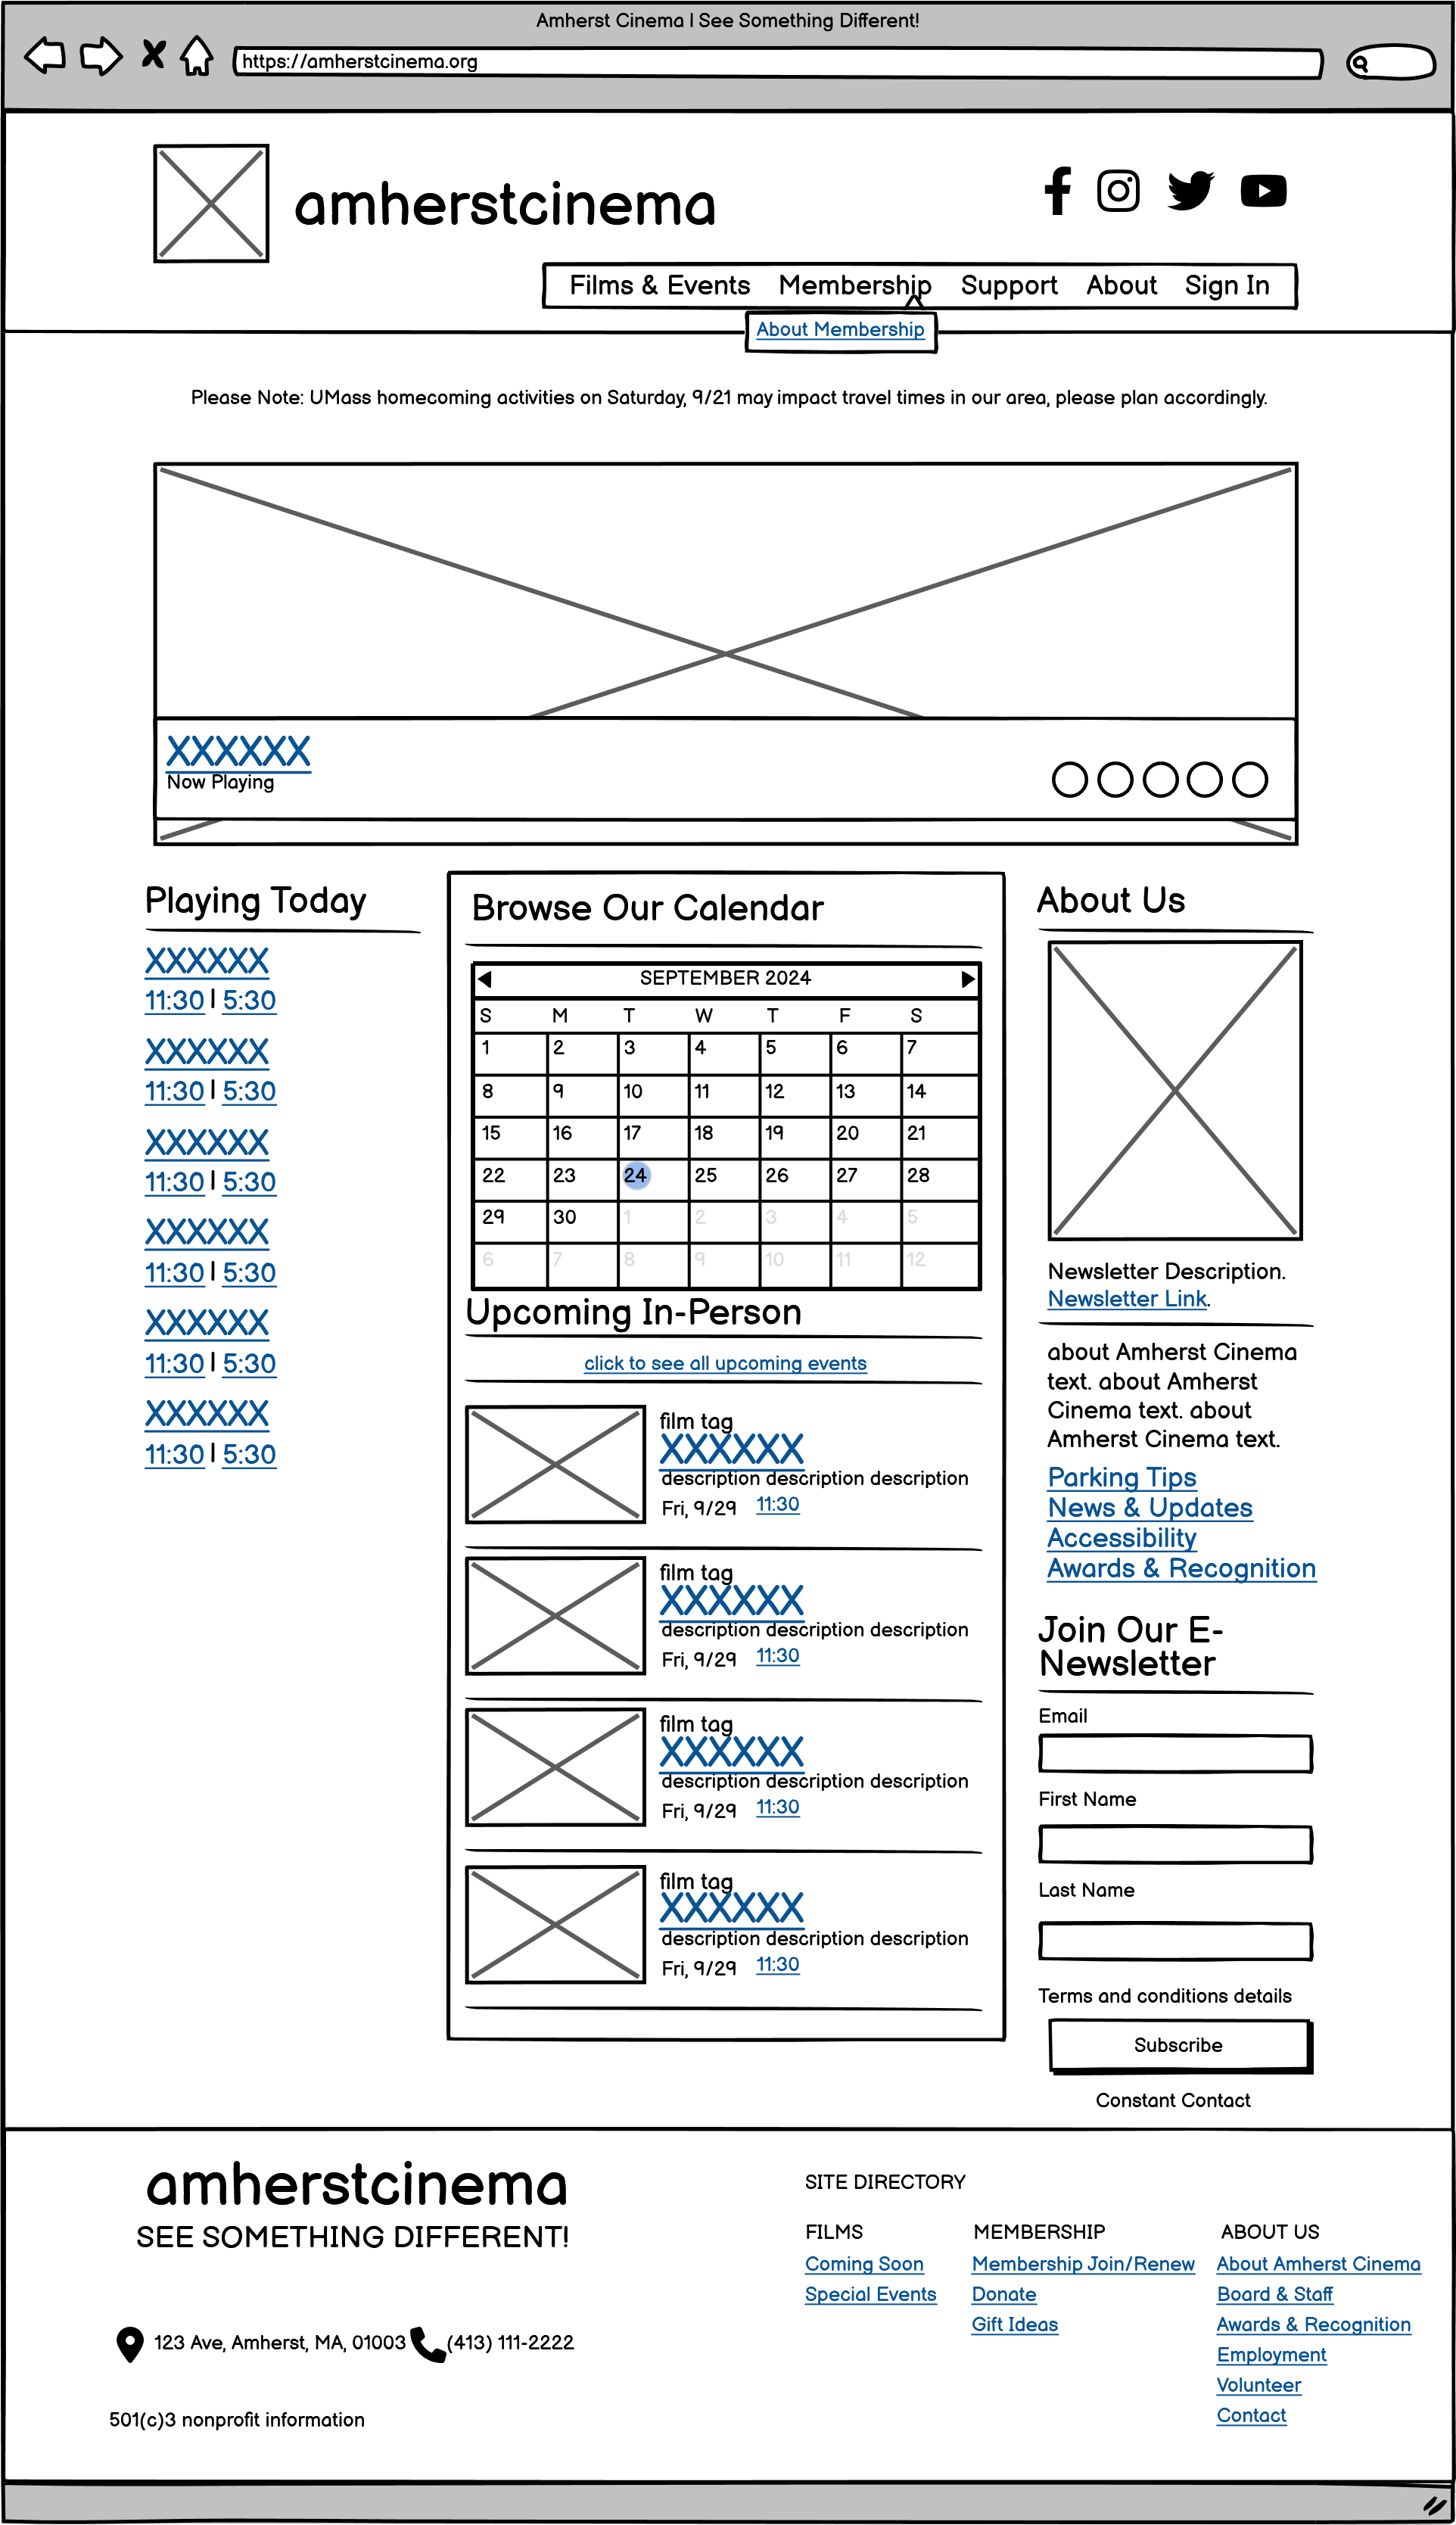 Amherst Cinema | See Something Different!
https://amherstcinema.org
amherstcinema
Films & Events Membership Support About Sign In
About Membership
Please Note: UMass homecoming activities on Saturday, 9/21 may impact travel times in our area, please plan accordingly.
XXXXXX
Now Playing
Playing Today
XXXXXX
11:30 | 5:30
XXXXXX
11:30 | 5:30
XXXXXX
11:30 | 5:30
XXXXXX
11:30 | 5:30
XXXXXX
11:30 | 5:30
XXXXXX
11:30 | 5:30
Browse Our Calendar
SEPTEMBER 2024
S M T W T F S
1 2 3 4 5 6 7
8 9 10 11 12 13 14
15 16 17 18 19 20 21
22 23 24 25 26 27 28
29 30 1 2 3 4 5
6 7 8 9 10 11 12
Upcoming In-Person
click to see all upcoming events
film tag
XXXXXX
description description description
Fri, 9/29 11:30
film tag
XXXXXX
description description description
Fri, 9/29 11:30
film tag
XXXXXX
description description description
Fri, 9/29 11:30
film tag
XXXXXX
description description description
Fri, 9/29 11:30
About Us
Newsletter Description.
Newsletter Link.
about Amherst Cinema
text. about Amherst
Cinema text. about
Amherst Cinema text.
Parking Tips
News & Updates
Accessibility
Awards & Recognition
Join Our E-
Newsletter
Email
First Name
Last Name
Terms and conditions details
Subscribe
Constant Contact
amherstcinema
SEE SOMETHING DIFFERENT!
123 Ave, Amherst, MA, 01003 (413) 111-2222
501(c)3 nonprofit information
SITE DIRECTORY
FILMS
Coming Soon
Special Events
MEMBERSHIP
Membership Join/Renew
Donate
Gift Ideas
ABOUT US
About Amherst Cinema
Board & Staff
Awards & Recognition
Employment
Volunteer
Contact